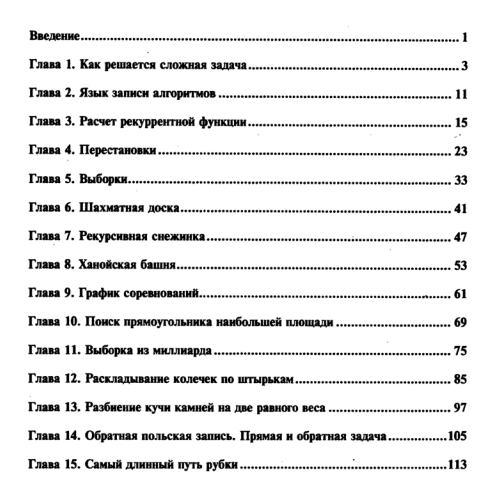 Введение.......................................................................................... 1
Глава 1. Как решается сложная задача.................................................... 3
Глава 2. Язык записи алгоритмов .......................................................... 11
Глава 3. Расчет рекуррентной функции .................................................. 15
Глава 4. Перестановки......................................................................... 23
Глава 5. Выборки................................................................................ 33
Глава 6. Шахматная доска.................................................................... 41
Глава 7. Рекурсивная снежинка............................................................. 47
Глава 8. Ханойская башня.................................................................... 53
Глава 9. График соревнований.............................................................. 61
Глава 10. Поиск прямоугольника наибольшей площади ............................ 69
Глава 11. Выборка из миллиарда........................................................... 75
Глава 12. Раскладывание колечек по штырькам ...................................... 85
Глава 13. Разбиение кучи камней на две равного веса .............................. 97
Глава 14. Обратная польская запись. Прямая и обратная задача..............105
Глава 15. Самый длинный путь рубки ...................................................113